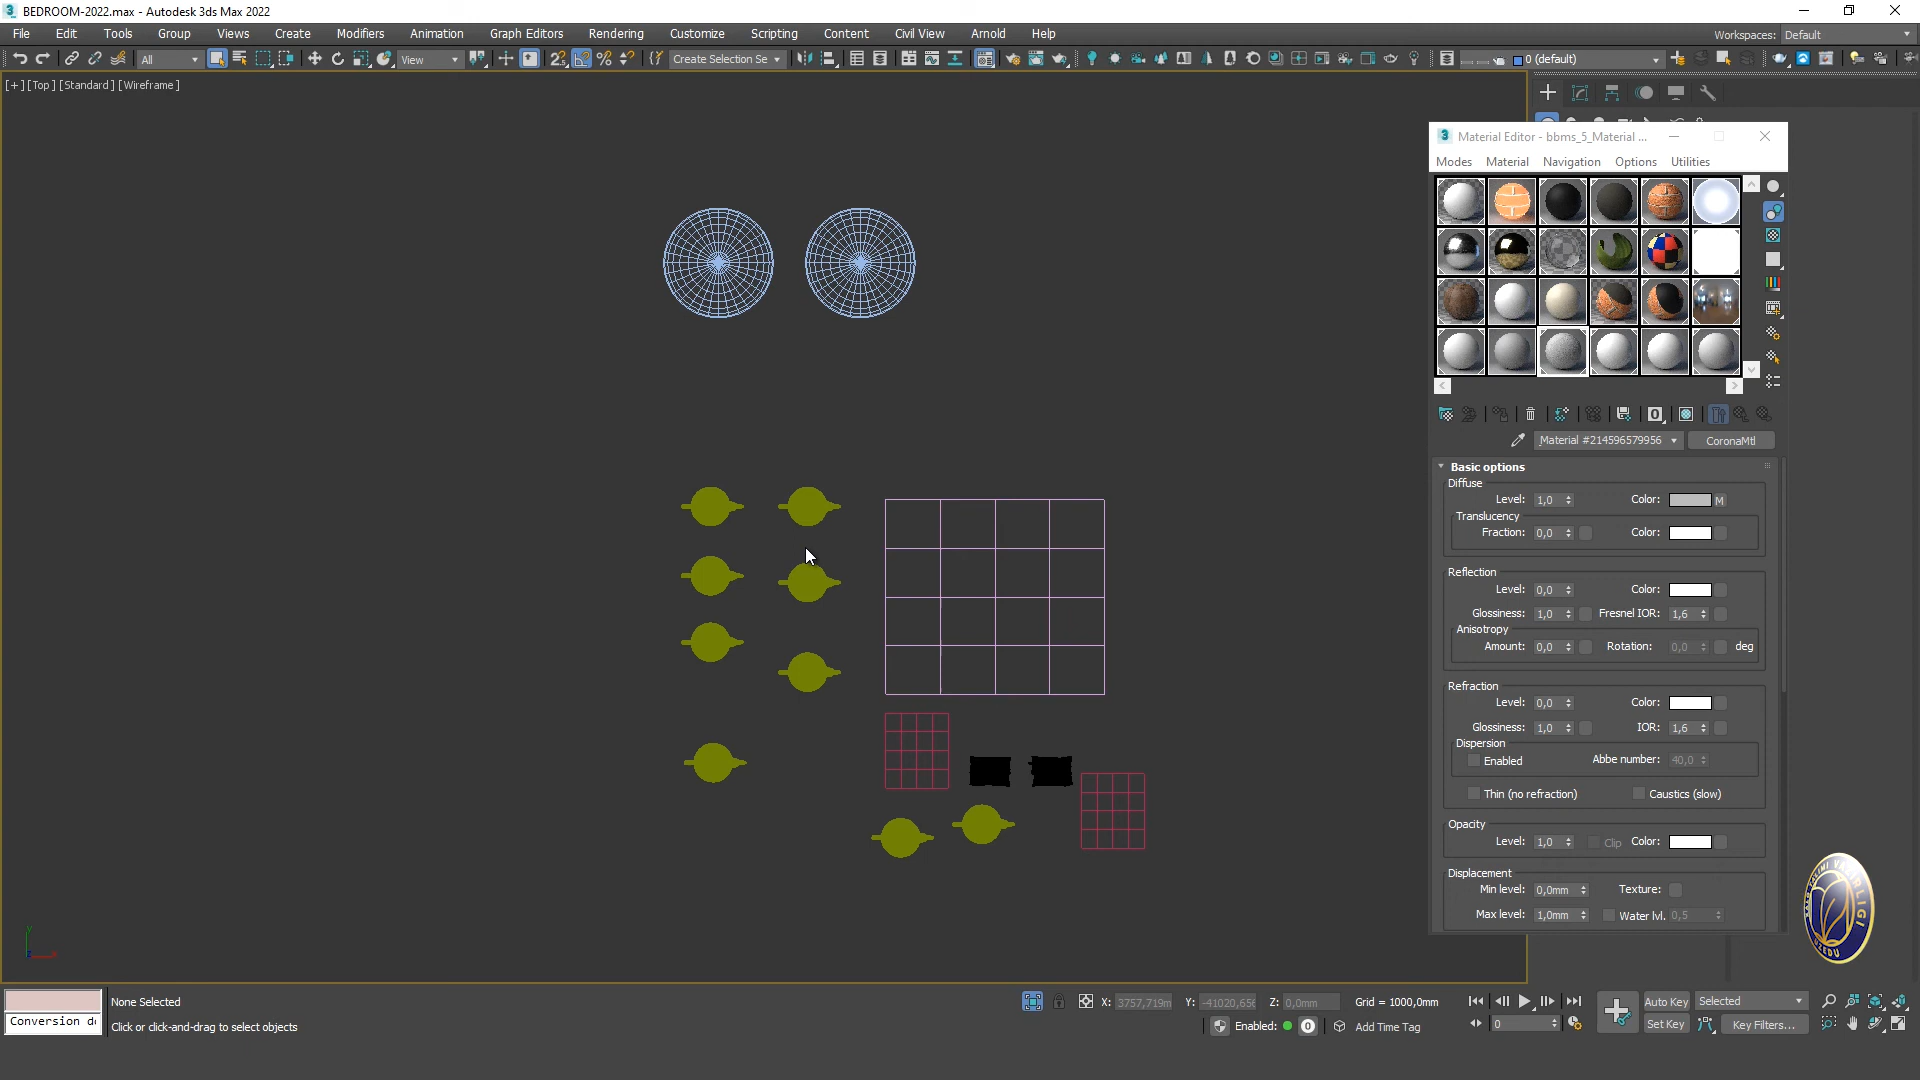 BEDROOM-2022.max - Autodesk 3ds Max 2022
File Edit Tools Group Views Create Modifiers Animation Graph Editors Rendering Customize Scripting Content Civil View Arnold Help
Workspaces: Default
All
View
Create Selection Se
0 (default)
[+] [Top] [Standard] [Wireframe]
Material Editor - bbms_5_Material ...
Modes Material Navigation Options Utilities
Material #214596579956
CoronaMtl
Basic options
Diffuse
Level: 1,0 Color: M
Translucency
Fraction: 0,0 Color:
Reflection
Level: 0,0 Color:
Glossiness: 1,0 Fresnel IOR: 1,6
Anisotropy
Amount: 0,0 Rotation: 0,0 deg
Refraction
Level: 0,0 Color:
Glossiness: 1,0 IOR: 1,6
Dispersion
Enabled Abbe number: 40,0
Thin (no refraction) Caustics (slow)
Opacity
Level: 1,0 Clip Color:
Displacement
Min level: 0,0mm Texture:
Max level: 1,0mm Water lvl. 0,5
None Selected
Conversion d
Click or click-and-drag to select objects
X: 3757,719m Y: -41020,656 Z: 0,0mm Grid = 1000,0mm
Enabled: 0 Add Time Tag
0
Auto Key Selected
Set Key Key Filters...